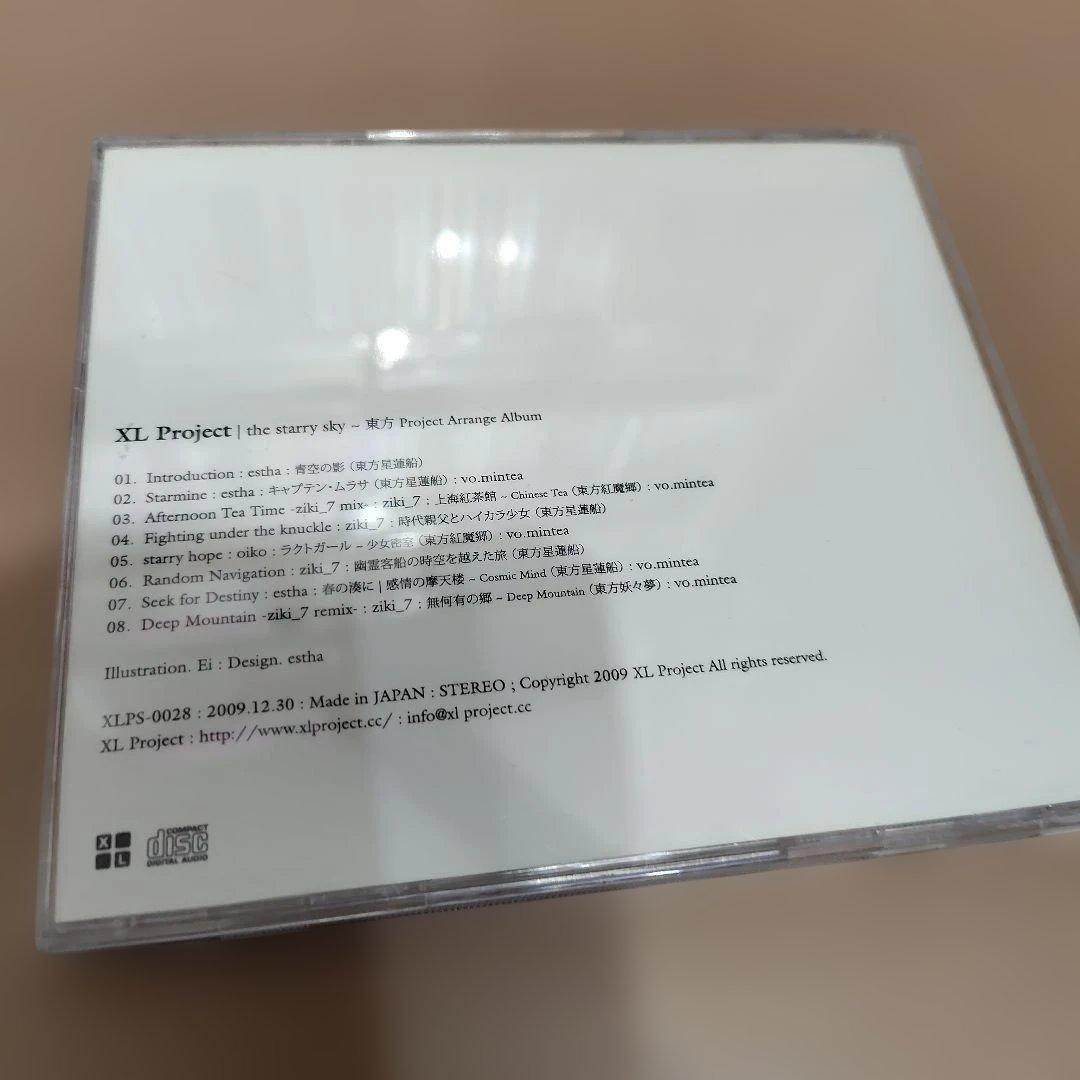 XL Project | the starry sky ~ 東方 Project Arrange Album
01. Introduction : estha : 青空の影 (東方星蓮船)
02. Starmine : estha : キャプテン・ムラサ (東方星蓮船) : vo.mintea
03. Afternoon Tea Time -ziki_7 mix- : ziki_7 : 上海紅茶館 ~ Chinese Tea (東方紅魔郷) : vo.mintea
04. Fighting under the knuckle : ziki_7 : 時代親父とハイカラ少女 (東方星蓮船)
05. starry hope : oiko : ラクトガール ~ 少女密室 (東方紅魔郷) : vo.mintea
06. Random Navigation : ziki_7 : 幽霊客船の時空を越えた旅 (東方星蓮船)
07. Seek for Destiny : estha : 春の湊に | 感情の摩天楼 ~ Cosmic Mind (東方星蓮船) : vo.mintea
08. Deep Mountain -ziki_7 remix- : ziki_7 : 無何有の郷 ~ Deep Mountain (東方妖々夢) : vo.mintea
Illustration. Ei : Design. estha
XLPS-0028 : 2009.12.30 : Made in JAPAN : STEREO ; Copyright 2009 XL Project All rights reserved.
XL Project : http://www.xlproject.cc/ : info@xl project.cc
X L
COMPACT
disc
DIGITAL AUDIO